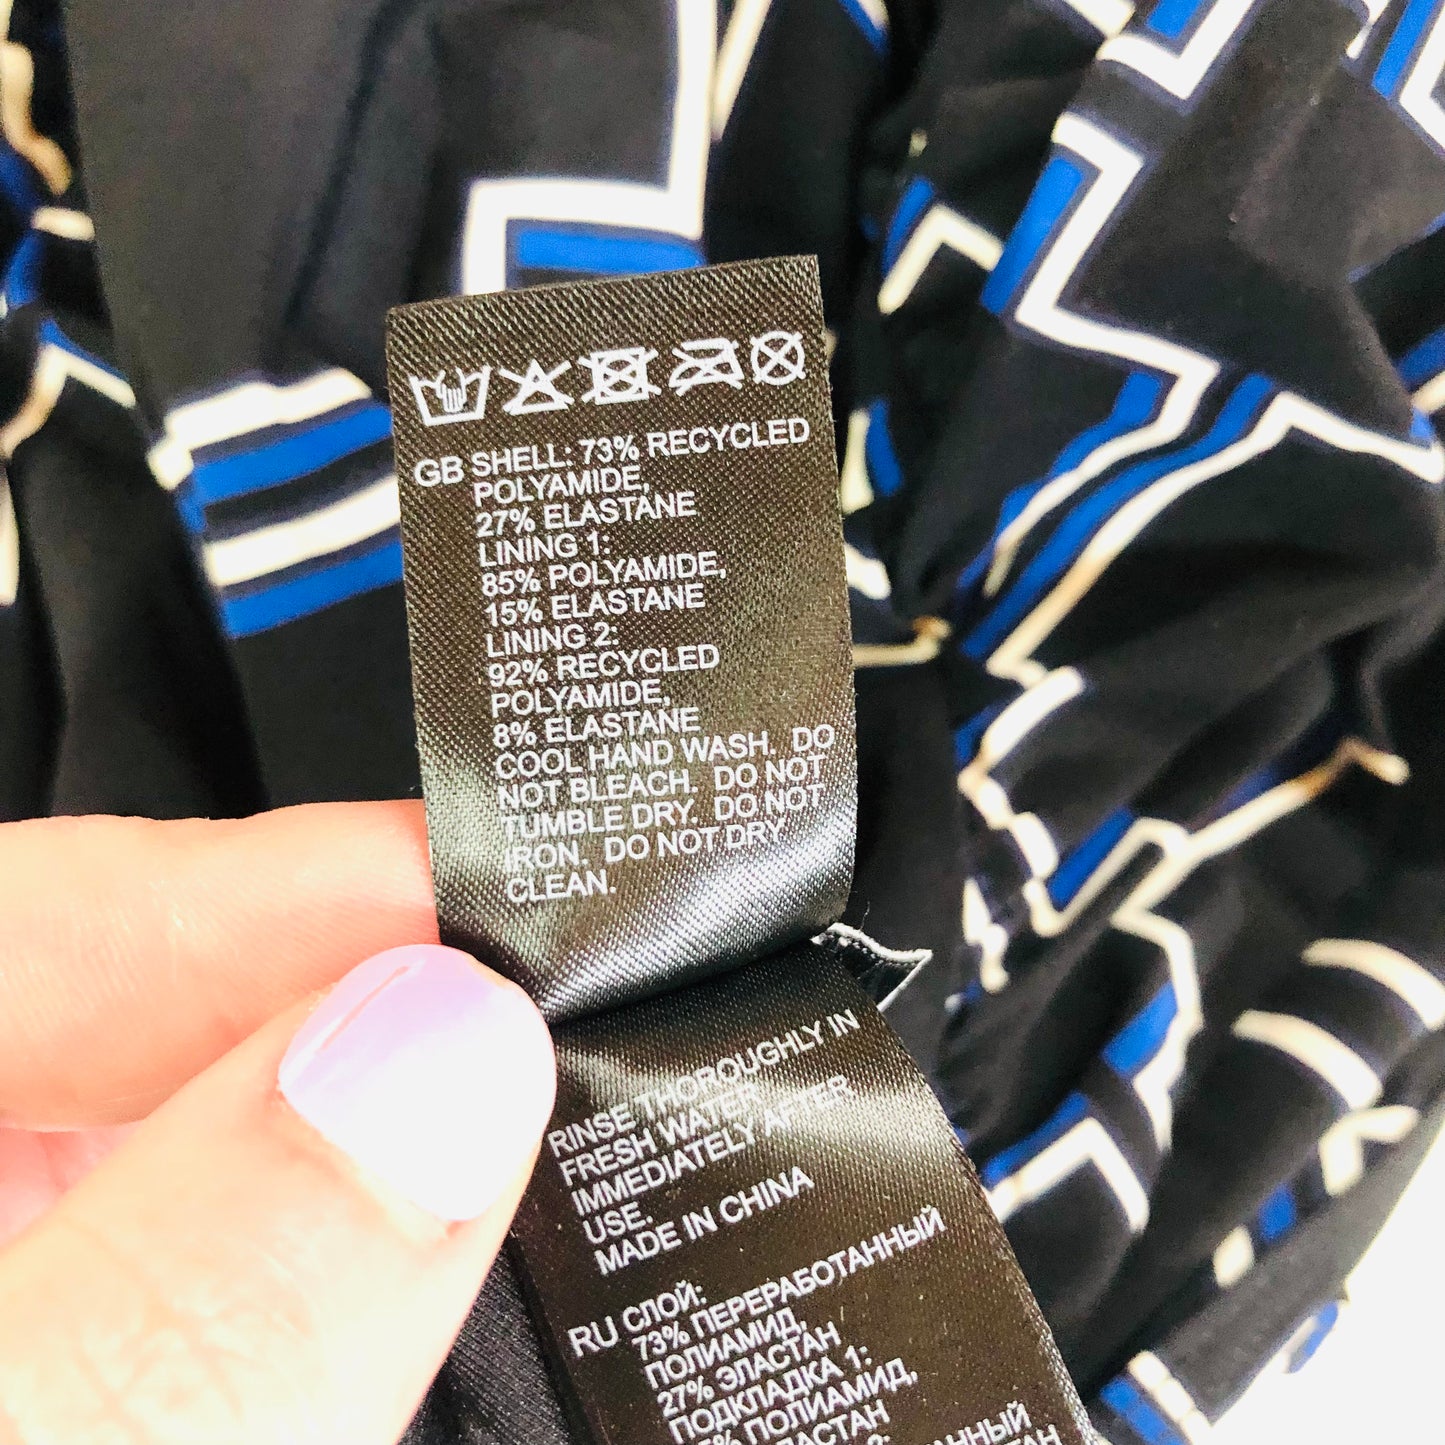 GB SHELL: 73% RECYCLED
POLYAMIDE,
27% ELASTANE
LINING 1:
85% POLYAMIDE,
15% ELASTANE
LINING 2:
92% RECYCLED
POLYAMIDE,
8% ELASTANE
COOL HAND WASH. DO
NOT BLEACH. DO NOT
TUMBLE DRY. DO NOT
IRON. DO NOT DRY
CLEAN.
RINSE THOROUGHLY IN
FRESH WATER
IMMEDIATELY AFTER
USE.
MADE IN CHINA
RU СЛОЙ:
73% ПЕРЕРАБОТАННЫЙ
ПОЛИАМИД,
27% ЭЛАСТАН
ПОДКЛАДКА 1:
ПОЛИАМИД,